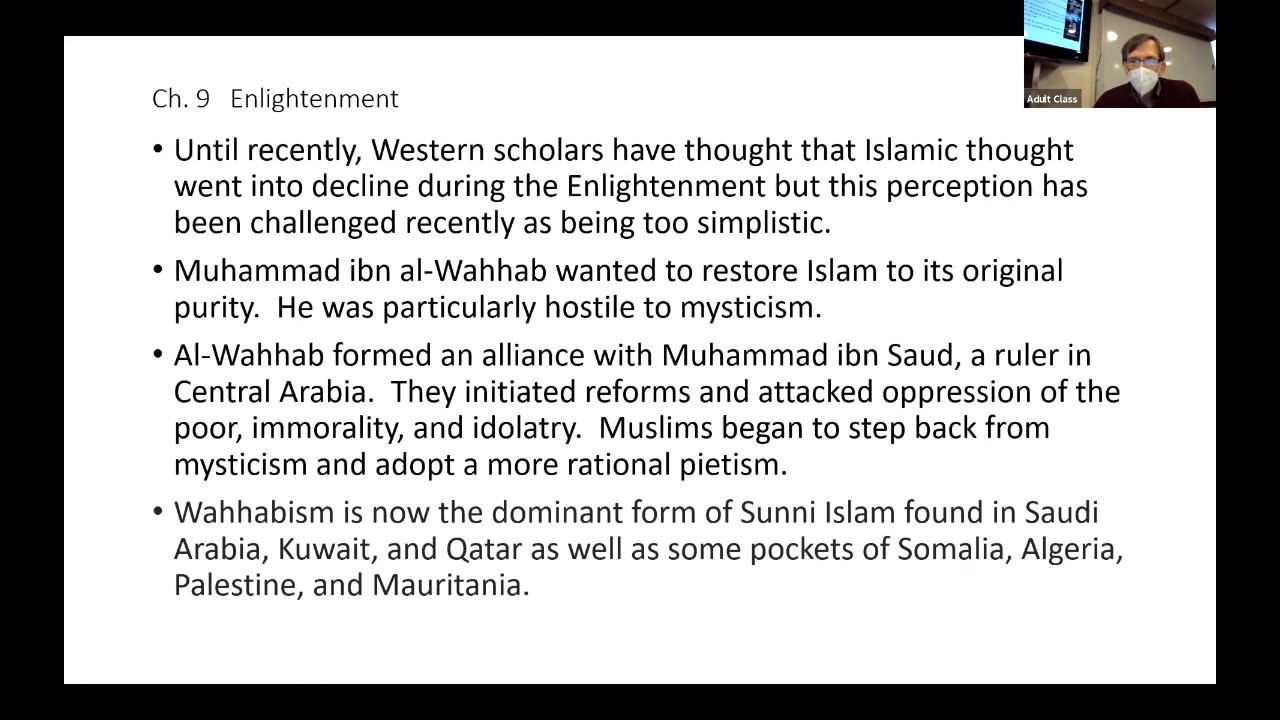 Ch. 9 Enlightenment
• Until recently, Western scholars have thought that Islamic thought
went into decline during the Enlightenment but this perception has
been challenged recently as being too simplistic.
• Muhammad ibn al-Wahhab wanted to restore Islam to its original
purity. He was particularly hostile to mysticism.
• Al-Wahhab formed an alliance with Muhammad ibn Saud, a ruler in
Central Arabia. They initiated reforms and attacked oppression of the
poor, immorality, and idolatry. Muslims began to step back from
mysticism and adopt a more rational pietism.
• Wahhabism is now the dominant form of Sunni Islam found in Saudi
Arabia, Kuwait, and Qatar as well as some pockets of Somalia, Algeria,
Palestine, and Mauritania.
Adult Class